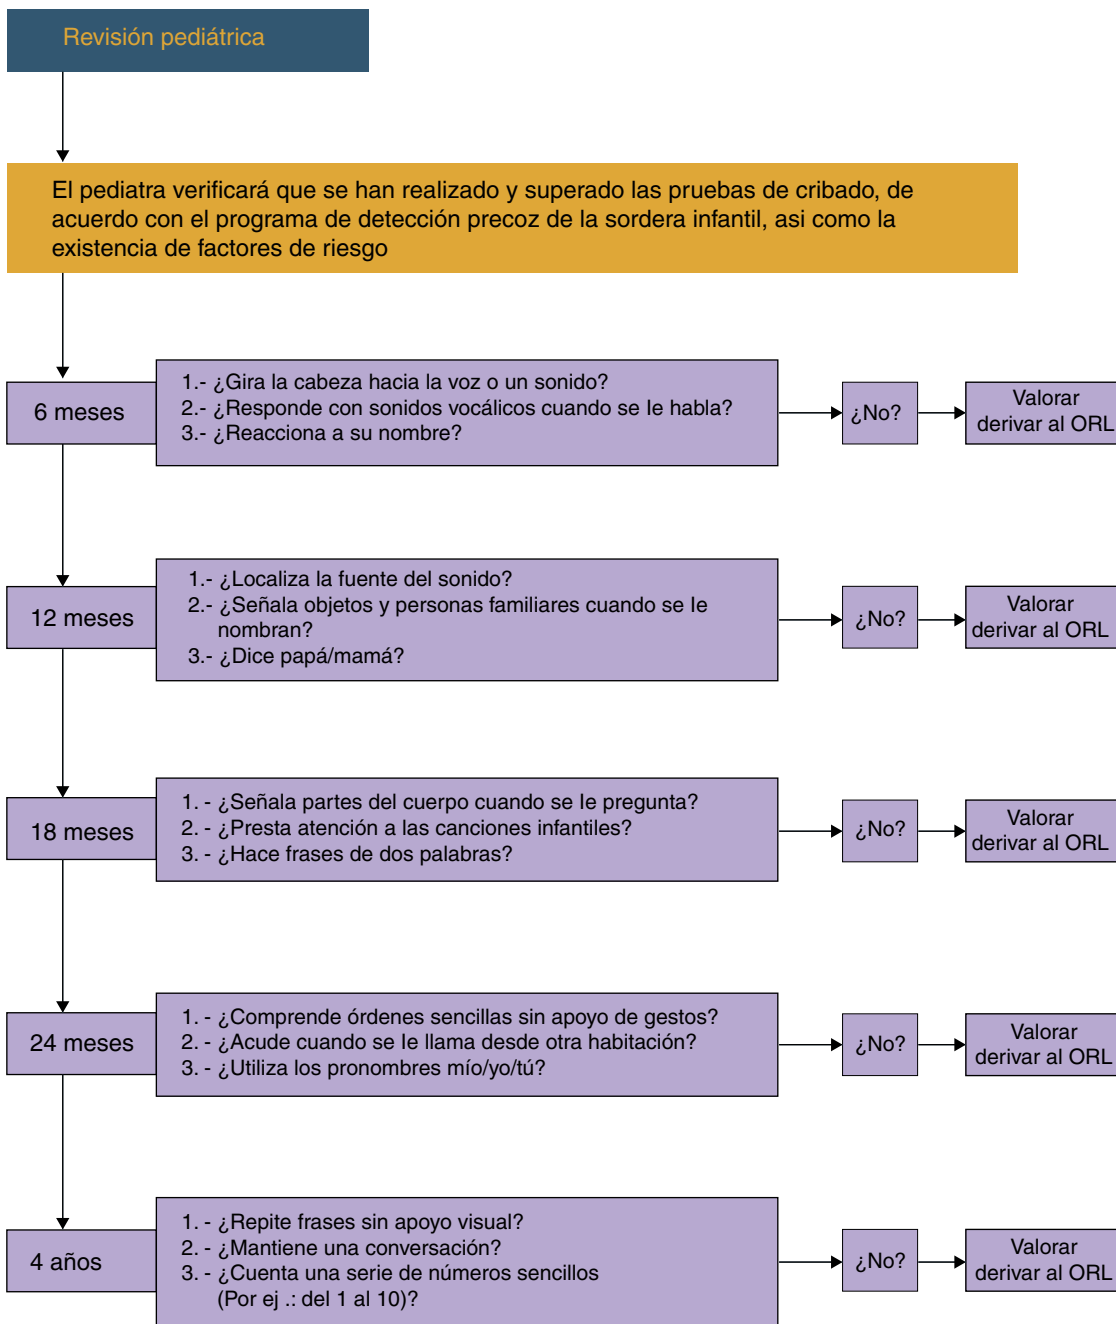 Revisión pediátrica
El pediatra verificará que se han realizado y superado las pruebas de cribado, de
acuerdo con el programa de detección precoz de la sordera infantil, asi como la
existencia de factores de riesgo
6 meses
1.- ¿Gira la cabeza hacia la voz o un sonido?
2.- ¿Responde con sonidos vocálicos cuando se le habla?
3.- ¿Reacciona a su nombre?
¿No?
Valorar
derivar al ORL
12 meses
1.- ¿Localiza la fuente del sonido?
2.- ¿Señala objetos y personas familiares cuando se le
nombran?
3.- ¿Dice papá/mamá?
¿No?
Valorar
derivar al ORL
18 meses
1. - ¿Señala partes del cuerpo cuando se le pregunta?
2. - ¿Presta atención a las canciones infantiles?
3. - ¿Hace frases de dos palabras?
¿No?
Valorar
derivar al ORL
24 meses
1. - ¿Comprende órdenes sencillas sin apoyo de gestos?
2. - ¿Acude cuando se le llama desde otra habitación?
3. - ¿Utiliza los pronombres mío/yo/tú?
¿No?
Valorar
derivar al ORL
4 años
1. - ¿Repite frases sin apoyo visual?
2. - ¿Mantiene una conversación?
3. - ¿Cuenta una serie de números sencillos
(Por ej .: del 1 al 10)?
¿No?
Valorar
derivar al ORL